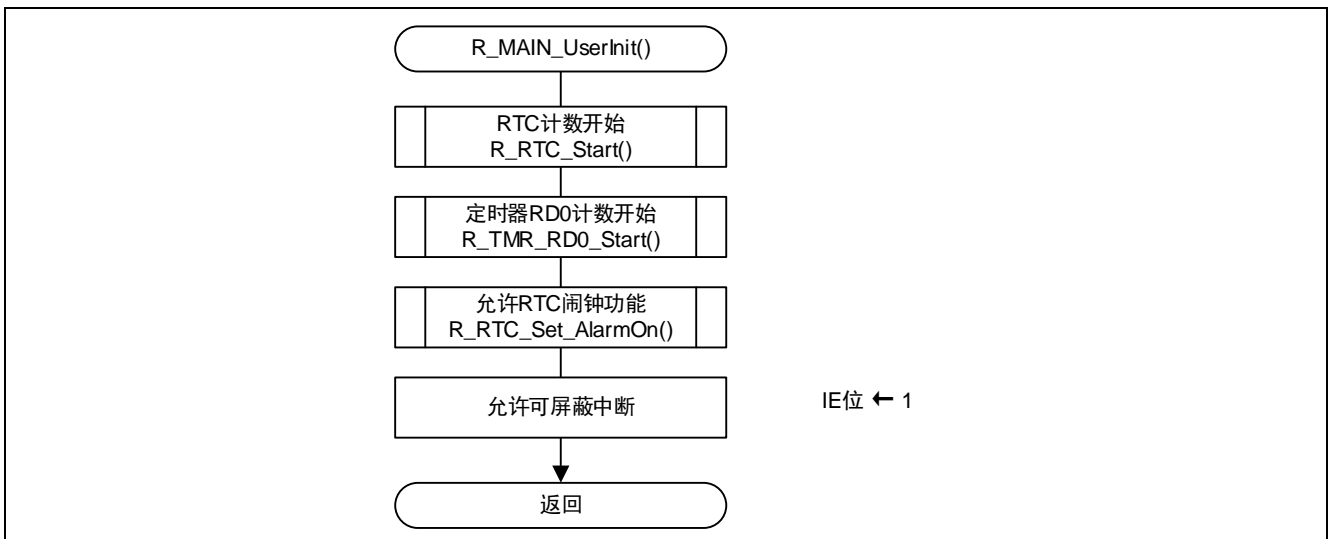 R_MAIN_UserInit()
RTC计数开始
R_RTC_Start()
定时器RD0计数开始
R_TMR_RD0_Start()
允许RTC闹钟功能
R_RTC_Set_AlarmOn()
允许可屏蔽中断
IE位 ← 1
返回